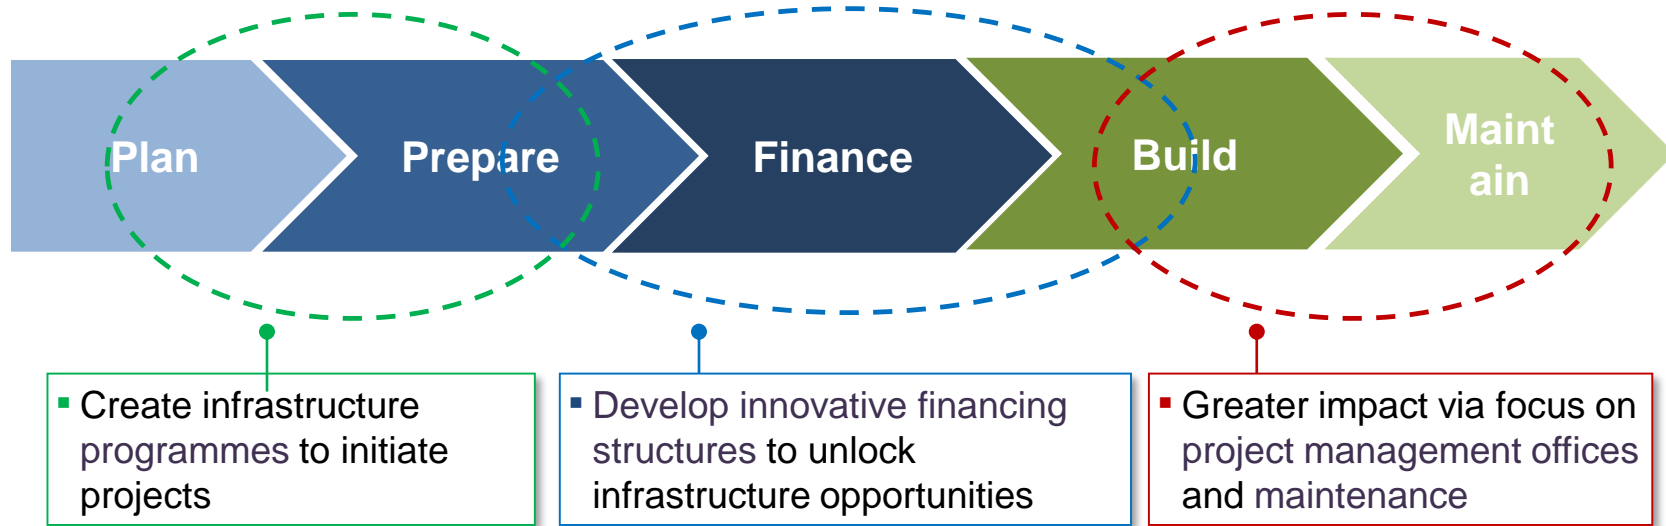 Plan
Prepare
Finance
Build
Maint
ain
▪ Create infrastructure
programmes to initiate
projects
▪ Develop innovative financing
structures to unlock
infrastructure opportunities
▪ Greater impact via focus on
project management offices
and maintenance